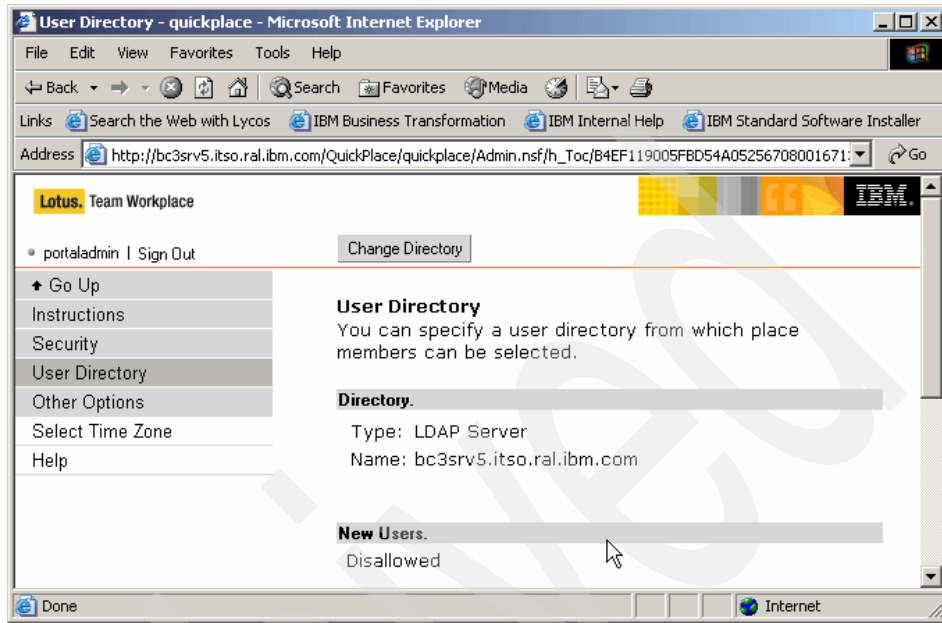 User Directory - quickplace - Microsoft Internet Explorer
File Edit View Favorites Tools Help
Back Search Favorites Media
Links Search the Web with Lycos IBM Business Transformation IBM Internal Help IBM Standard Software Installer
Address http://bc3srv5.itso.ral.ibm.com/QuickPlace/quickplace/Admin.nsf/h_Toc/B4EF119005FBD54A05256708001671 Go
Lotus. Team Workplace IBM.
portaladmin | Sign Out Change Directory
Go Up
Instructions
Security
User Directory
Other Options
Select Time Zone
Help
User Directory
You can specify a user directory from which place
members can be selected.
Directory.
Type: LDAP Server
Name: bc3srv5.itso.ral.ibm.com
New Users.
Disallowed
Done Internet